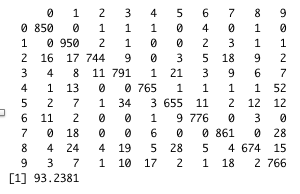 0 1 2 3 4 5 6 7 8 9
0 850 0 1 1 1 0 4 0 1 0
1 0 950 2 1 0 0 2 3 1 1
2 16 17 744 9 0 3 5 18 9 2
3 4 8 11 791 1 21 3 9 6 7
4 1 13 0 0 765 1 1 1 1 52
5 2 7 1 34 3 655 11 2 12 12
6 11 2 0 0 1 9 776 0 3 0
7 0 18 0 0 6 0 0 861 0 28
8 4 24 4 19 5 28 5 4 674 15
9 3 7 1 10 17 2 1 18 2 766
[1] 93.2381